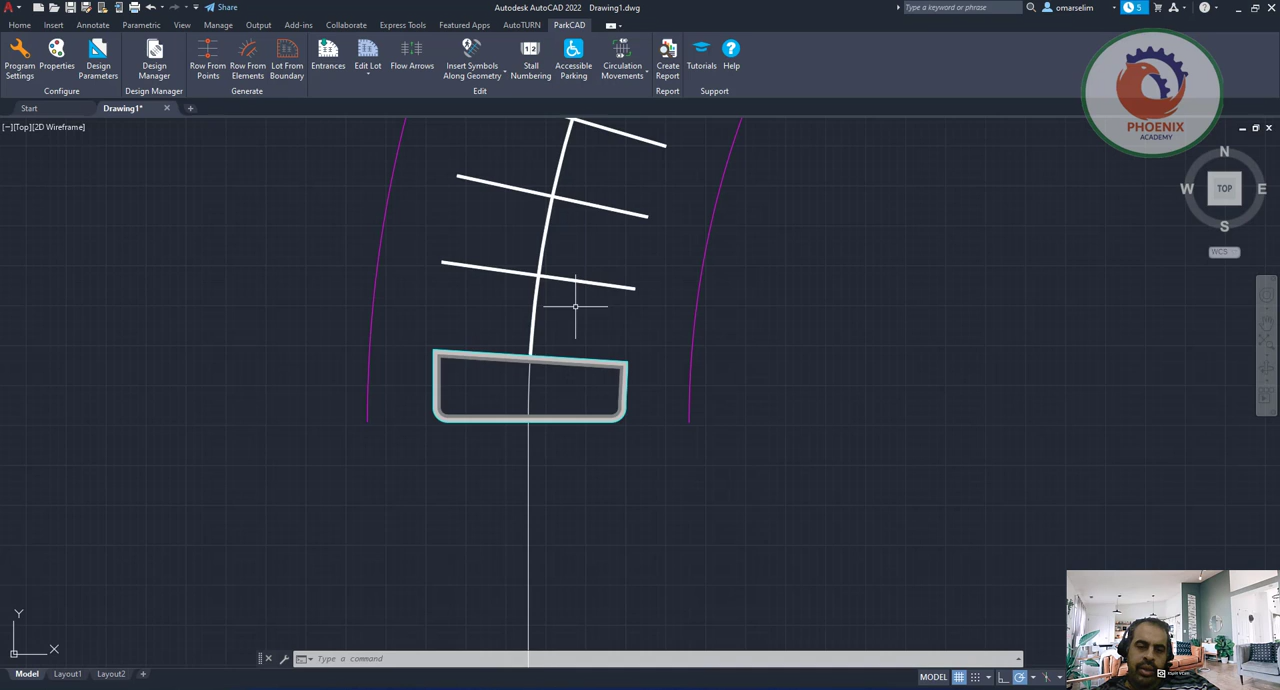 Share
Autodesk AutoCAD 2022 Drawing1.dwg
Type a keyword or phrase
omarselim
5
Home Insert Annotate Parametric View Manage Output Add-ins Collaborate Express Tools Featured Apps AutoTURN ParkCAD
Program Settings
Properties
Design Parameters
Design Manager
Row From Points
Row From Elements
Lot From Boundary
Entrances
Edit Lot
Flow Arrows
Insert Symbols Along Geometry
12
Stall Numbering
Accessible Parking
Circulation Movements
Create Report
Tutorials
Help
Configure Design Manager Generate Edit Report Support
Start Drawing1*
[−][Top][2D Wireframe]
PHOENIX
ACADEMY
N
W TOP E
S
WCS
Y
X
Type a command
Model Layout1 Layout2
MODEL